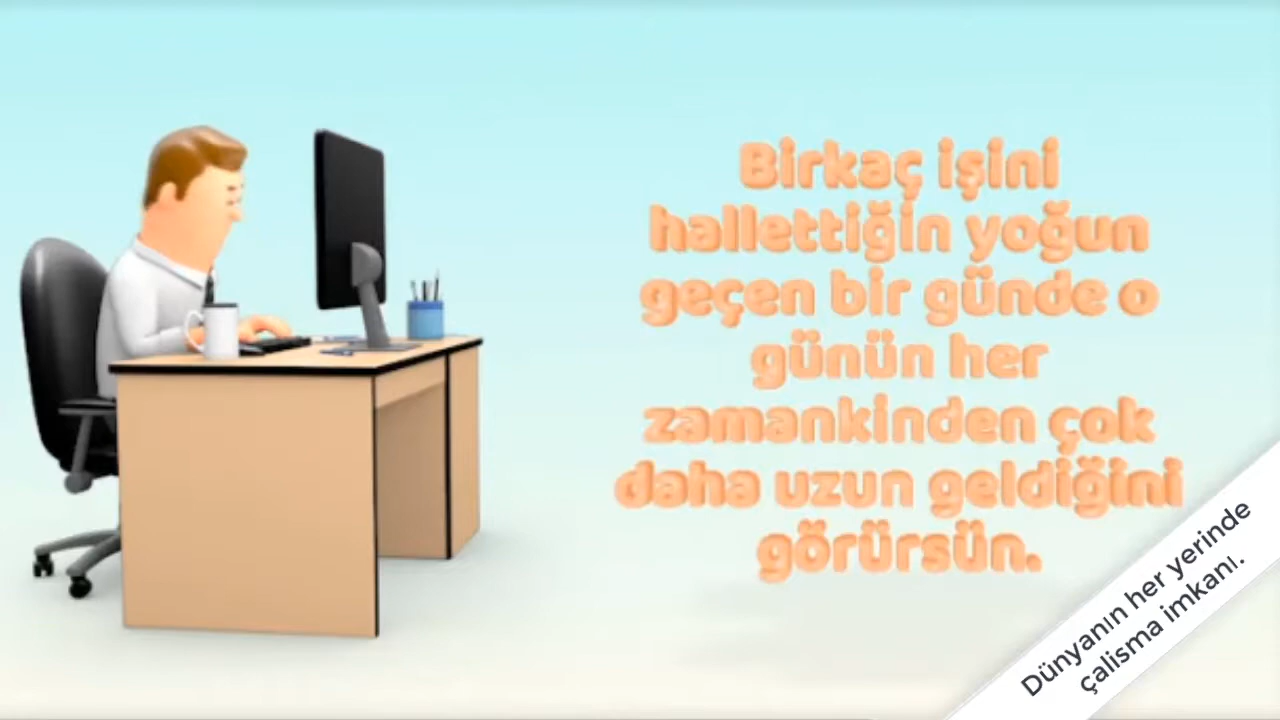 Birkaç işini
hallettiğin yoğun
geçen bir günde o
günün her
zamankinden çok
daha uzun geldiğini
görürsün.
Dünyanın her yerinde
çalisma imkanı.